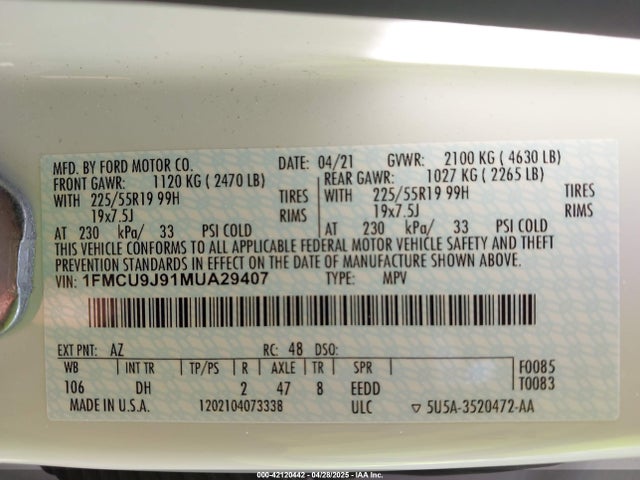 MFD. BY FORD MOTOR CO. DATE: 04/21 GVWR: 2100 KG ( 4630 LB)
FRONT GAWR: 1120 KG ( 2470 LB) REAR GAWR: 1027 KG ( 2265 LB)
WITH 225/55R19 99H TIRES WITH 225/55R19 99H TIRES
19x7.5J RIMS 19x7.5J RIMS
AT 230 kPa/ 33 PSI COLD AT 230 kPa/ 33 PSI COLD
THIS VEHICLE CONFORMS TO ALL APPLICABLE FEDERAL MOTOR VEHICLE SAFETY AND THEFT
PREVENTION STANDARDS IN EFFECT ON THE DATE OF MANUFACTURE SHOWN ABOVE.
VIN: 1FMCU9J91MUA29407 TYPE: MPV
EXT PNT: AZ RC: 48 DSO:
WB INT TR TP/PS R AXLE TR SPR F0085
106 DH 2 47 8 EEDD T0083
MADE IN U.S.A. 1202104073338 ULC ▽ 5U5A-3520472-AA
000-42120442 - 04/28/2025 - IAA Inc.